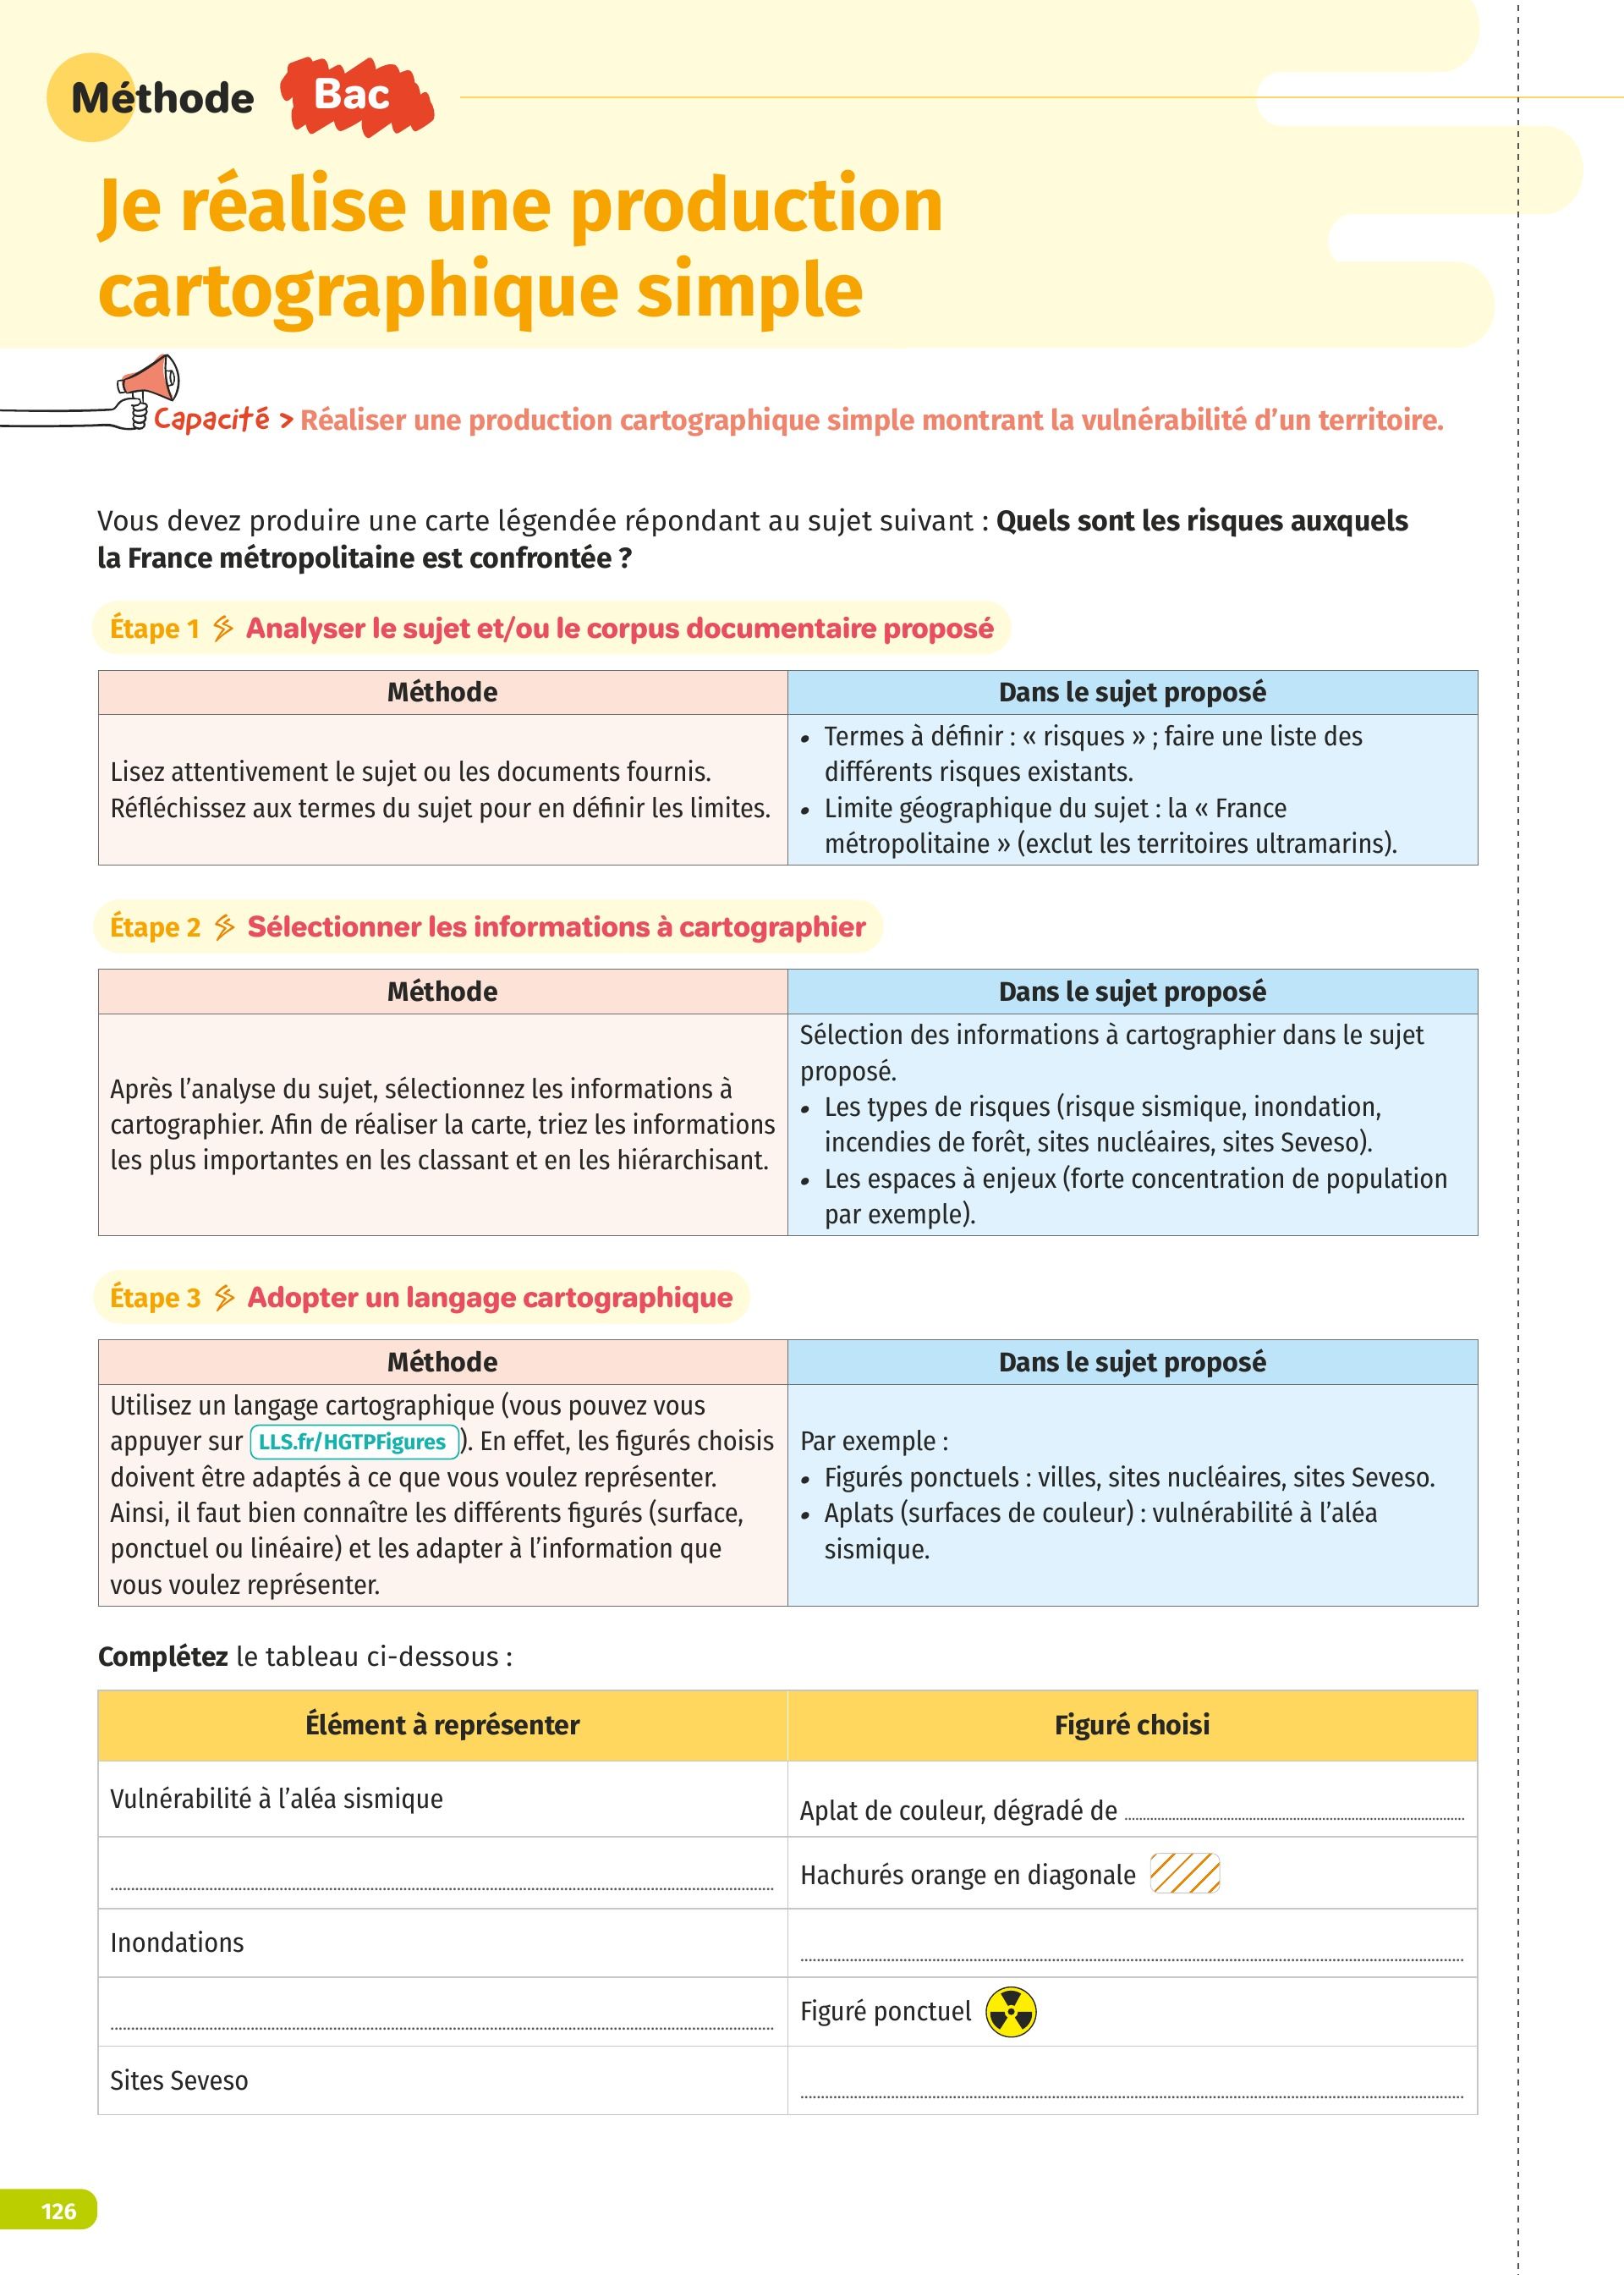 Méthode Bac
Je réalise une production
cartographique simple
Capacité > Réaliser une production cartographique simple montrant la vulnérabilité d'un territoire.
Vous devez produire une carte légendée répondant au sujet suivant : Quels sont les risques auxquels
la France métropolitaine est confrontée ?
Étape 1 Analyser le sujet et/ou le corpus documentaire proposé
Méthode
Dans le sujet proposé
Lisez attentivement le sujet ou les documents fournis.
Réfléchissez aux termes du sujet pour en définir les limites.
• Termes à définir : « risques » ; faire une liste des
différents risques existants.
• Limite géographique du sujet : la « France
métropolitaine » (exclut les territoires ultramarins).
Étape 2 Sélectionner les informations à cartographier
Méthode
Dans le sujet proposé
Après l'analyse du sujet, sélectionnez les informations à
cartographier. Afin de réaliser la carte, triez les informations
les plus importantes en les classant et en les hiérarchisant.
Sélection des informations à cartographier dans le sujet
proposé.
• Les types de risques (risque sismique, inondation,
incendies de forêt, sites nucléaires, sites Seveso).
• Les espaces à enjeux (forte concentration de population
par exemple).
Étape 3 Adopter un langage cartographique
Méthode
Dans le sujet proposé
Utilisez un langage cartographique (vous pouvez vous
appuyer sur LLS.fr/HGTPFigures ). En effet, les figurés choisis
doivent être adaptés à ce que vous voulez représenter.
Ainsi, il faut bien connaître les différents figurés (surface,
ponctuel ou linéaire) et les adapter à l'information que
vous voulez représenter.
Par exemple :
• Figurés ponctuels : villes, sites nucléaires, sites Seveso.
• Aplats (surfaces de couleur) : vulnérabilité à l'aléa
sismique.
Complétez le tableau ci-dessous :
Élément à représenter
Figuré choisi
Vulnérabilité à l'aléa sismique
Aplat de couleur, dégradé de
Hachurés orange en diagonale
Inondations
Figuré ponctuel
Sites Seveso
126